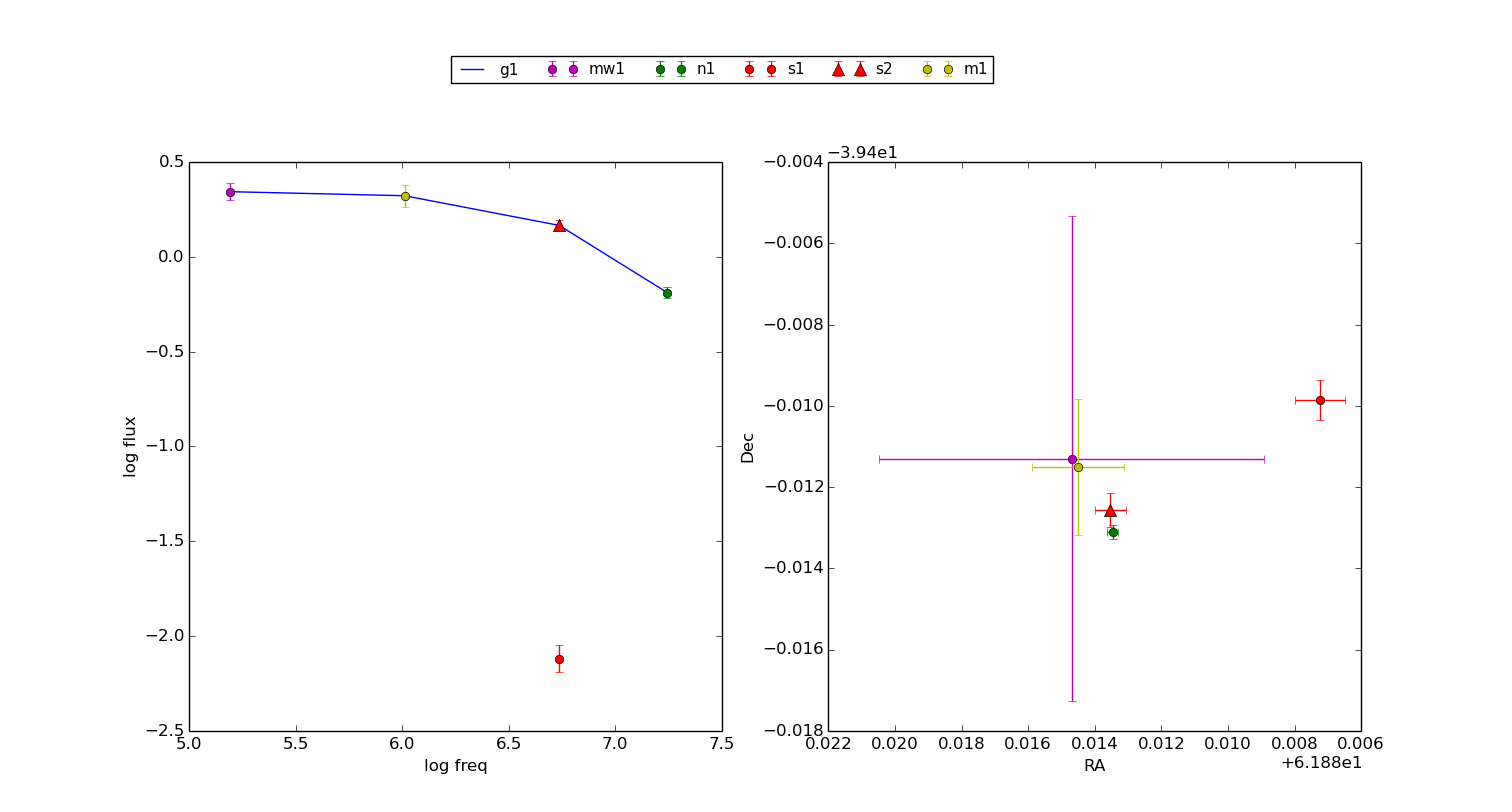 g1 mw1 n1 s1 s2 m1
−3.94e1
0.5
0.0
−0.5
−1.0
−1.5
−2.0
−2.5
log flux
5.0 5.5 6.0 6.5 7.0 7.5
log freq
−0.004
−0.006
−0.008
−0.010
−0.012
−0.014
−0.016
−0.018
Dec
0.022 0.020 0.018 0.016 0.014 0.012 0.010 0.008 0.006
RA
+6.188e1